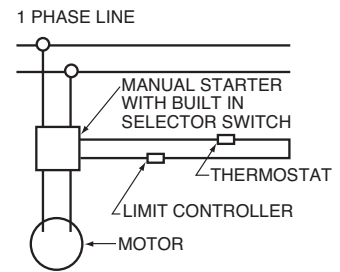 1 PHASE LINE
MANUAL STARTER
WITH BUILT IN
SELECTOR SWITCH
THERMOSTAT
LIMIT CONTROLLER
MOTOR